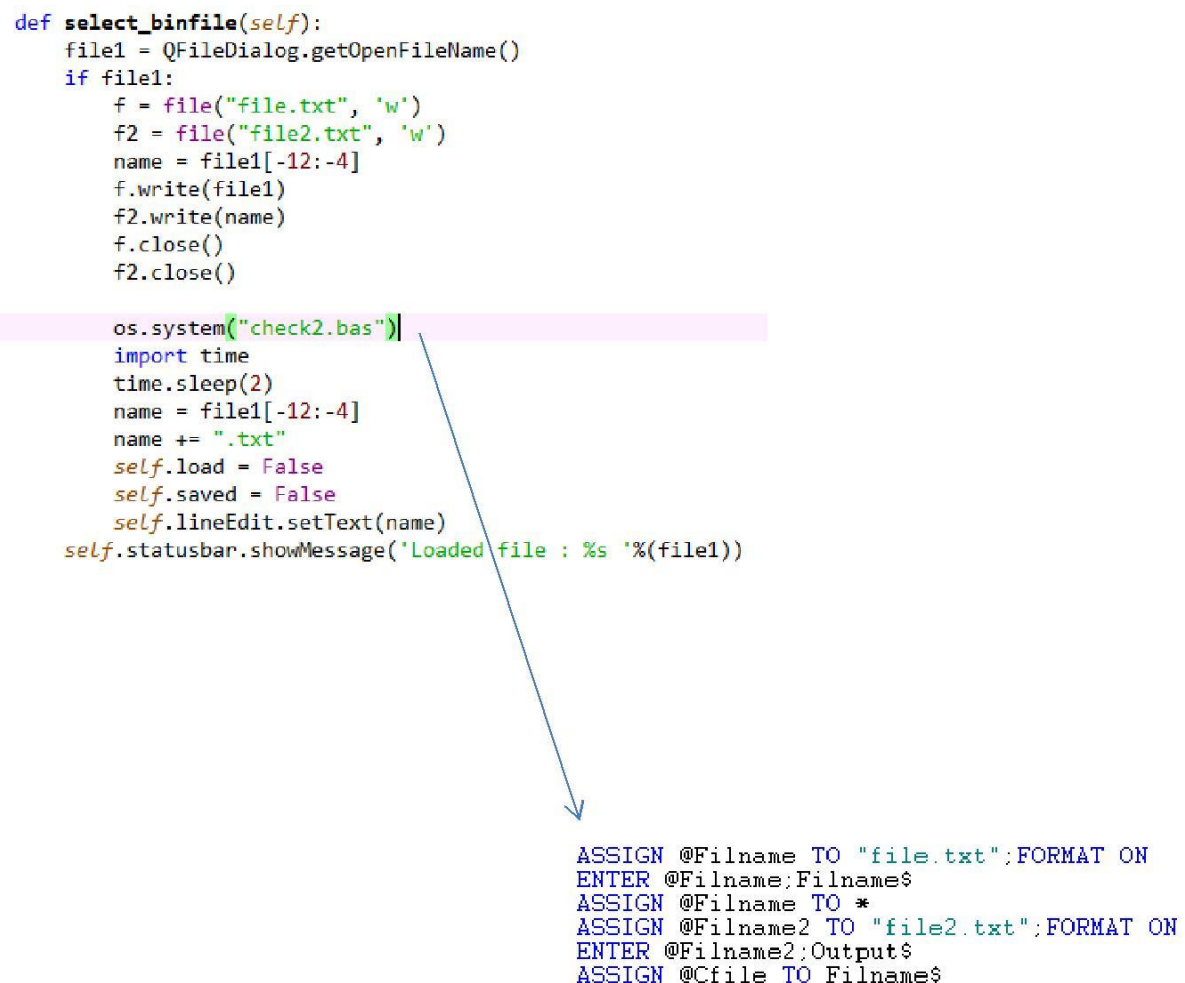 def select_binfile(self):
    file1 = QFileDialog.getOpenFileName()
    if file1:
        f = file("file.txt", 'w')
        f2 = file("file2.txt", 'w')
        name = file1[-12:-4]
        f.write(file1)
        f2.write(name)
        f.close()
        f2.close()

        os.system("check2.bas")
        import time
        time.sleep(2)
        name = file1[-12:-4]
        name += ".txt"
        self.load = False
        self.saved = False
        self.lineEdit.setText(name)
    self.statusbar.showMessage('Loaded file : %s '%(file1))
ASSIGN @Filname TO "file.txt";FORMAT ON
ENTER @Filname;Filname$
ASSIGN @Filname TO *
ASSIGN @Filname2 TO "file2.txt";FORMAT ON
ENTER @Filname2;Output$
ASSIGN @Cfile TO Filname$